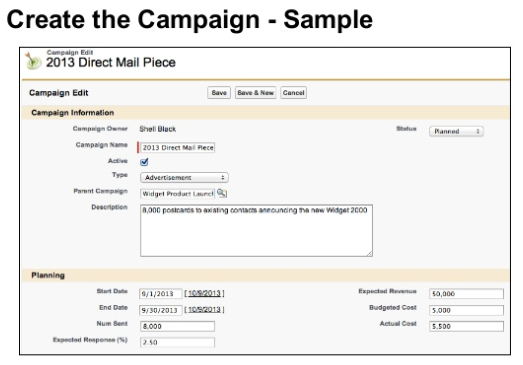 Create the Campaign - Sample
Campaign Edit
2013 Direct Mail Piece
Campaign Edit
Save Save & New Cancel
Campaign Information
Campaign Owner Shell Black Status Planned
Campaign Name 2013 Direct Mail Piece
Active
Type Advertisement
Parent Campaign Widget Product Launch
Description 8,000 postcards to existing contacts announcing the new Widget 2000
Planning
Start Date 9/1/2013 [ 10/9/2013 ] Expected Revenue 50,000
End Date 9/30/2013 [ 10/9/2013 ] Budgeted Cost 5,000
Num Sent 8,000 Actual Cost 5,500
Expected Response (%) 2.50